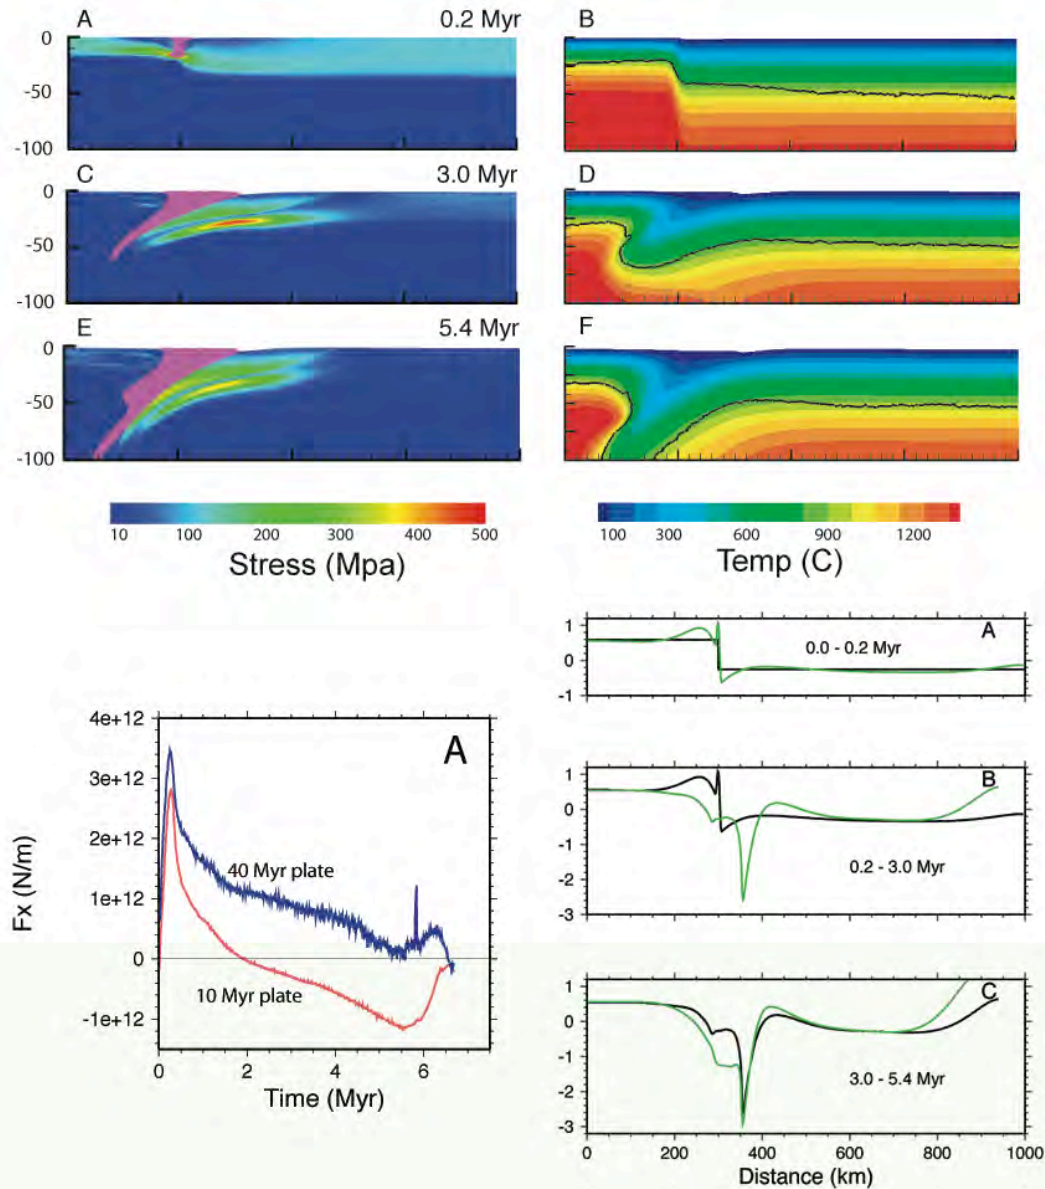 A 0.2 Myr B
0
-50
-100
C 3.0 Myr D
0
-50
-100
E 5.4 Myr F
0
-50
-100
10 100 200 300 400 500
Stress (Mpa)
100 300 600 900 1200
Temp (C)
A
1
0.0 - 0.2 Myr
0
-1
4e+12
A
3e+12
2e+12
1e+12
0
-1e+12
Fx (N/m)
40 Myr plate
10 Myr plate
0 2 4 6
Time (Myr)
B
1
0
-1
0.2 - 3.0 Myr
-2
-3
C
1
0
-1
3.0 - 5.4 Myr
-2
-3
0 200 400 600 800 1000
Distance (km)